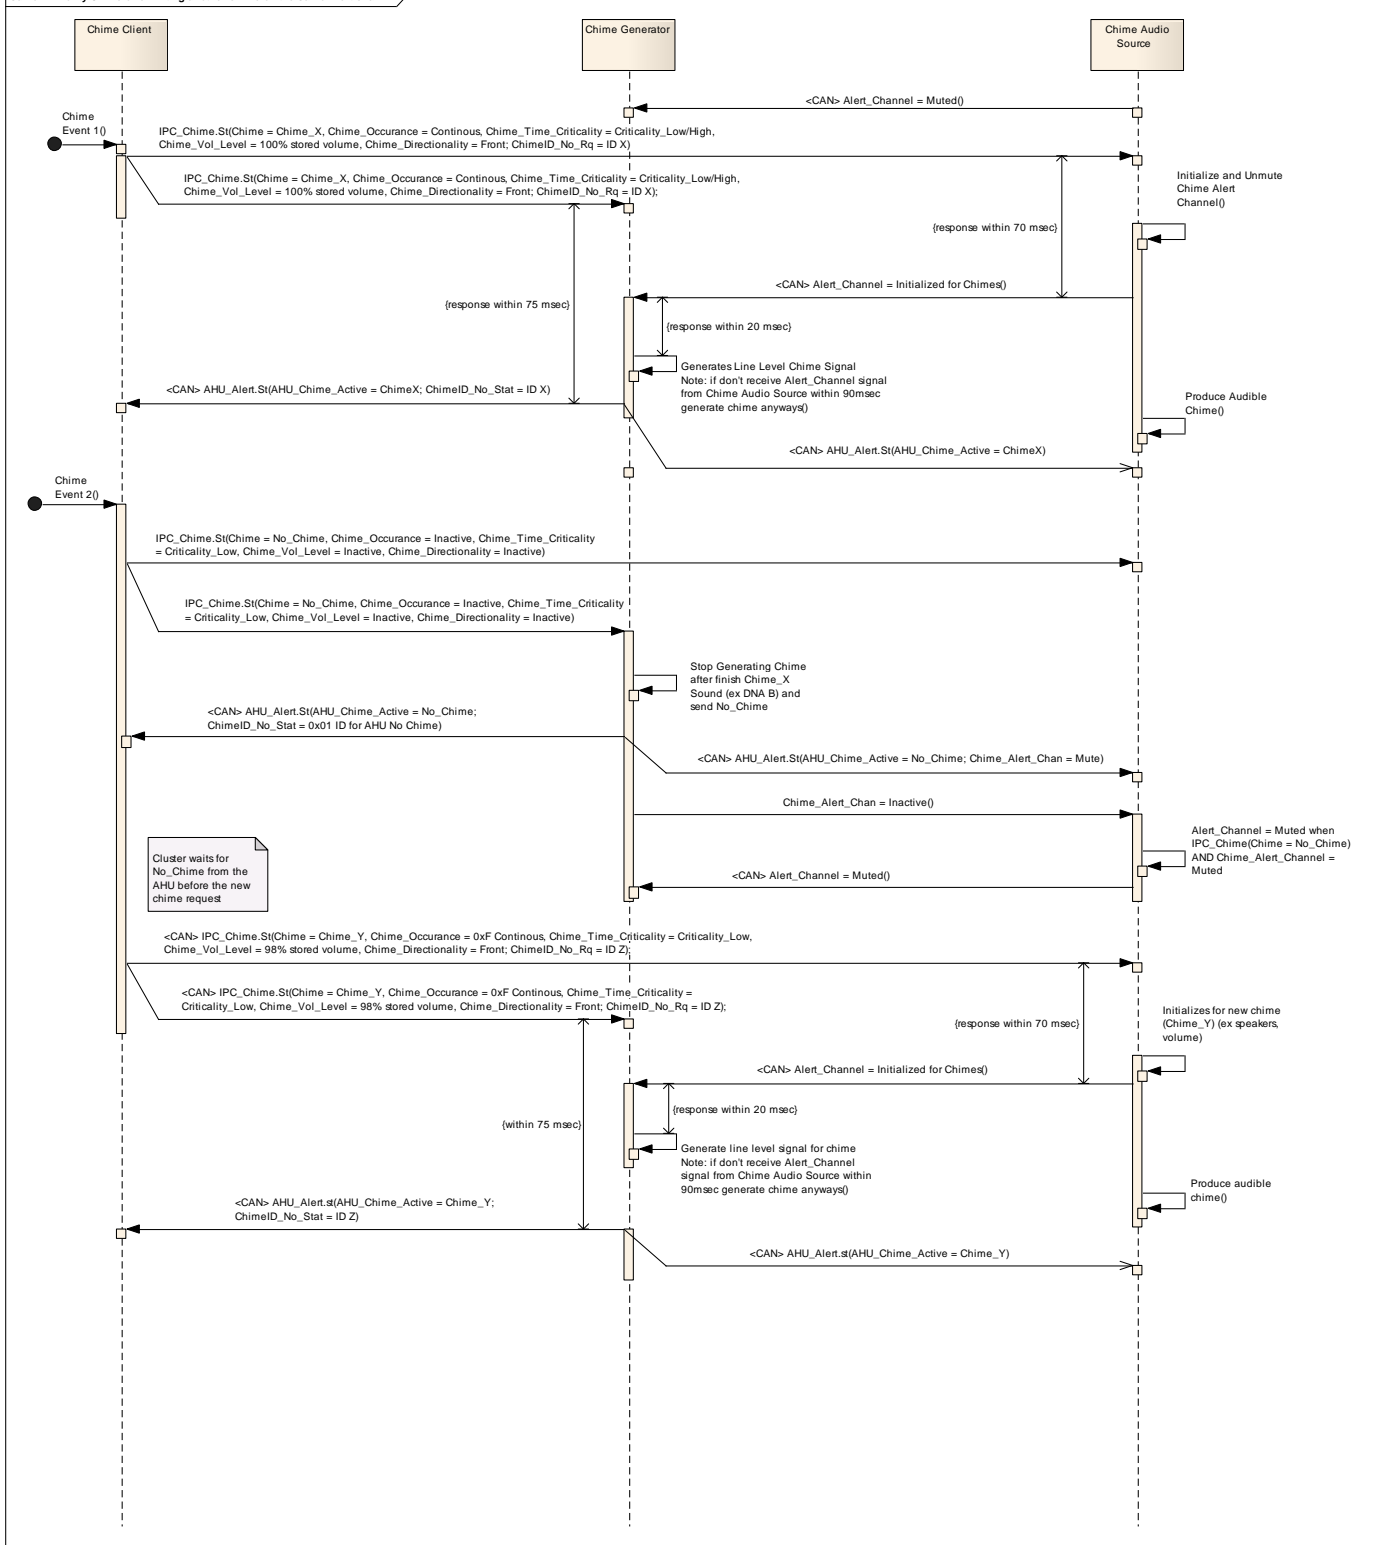 Chime Client
Chime Generator
Chime Audio
Source
<CAN> Alert_Channel = Muted()
Chime
Event 1()
IPC_Chime.St(Chime = Chime_X, Chime_Occurance = Continous, Chime_Time_Criticality = Criticality_Low/High,
Chime_Vol_Level = 100% stored volume, Chime_Directionality = Front; ChimeID_No_Rq = ID X)
IPC_Chime.St(Chime = Chime_X, Chime_Occurance = Continous, Chime_Time_Criticality = Criticality_Low/High,
Chime_Vol_Level = 100% stored volume, Chime_Directionality = Front; ChimeID_No_Rq = ID X);
Initialize and Unmute
Chime Alert
Channel()
{response within 70 msec}
<CAN> Alert_Channel = Initialized for Chimes()
{response within 75 msec}
{response within 20 msec}
Generates Line Level Chime Signal
Note: if don't receive Alert_Channel signal
from Chime Audio Source within 90msec
generate chime anyways()
<CAN> AHU_Alert.St(AHU_Chime_Active = ChimeX; ChimeID_No_Stat = ID X)
Produce Audible
Chime()
<CAN> AHU_Alert.St(AHU_Chime_Active = ChimeX)
Chime
Event 2()
IPC_Chime.St(Chime = No_Chime, Chime_Occurance = Inactive, Chime_Time_Criticality
= Criticality_Low, Chime_Vol_Level = Inactive, Chime_Directionality = Inactive)
IPC_Chime.St(Chime = No_Chime, Chime_Occurance = Inactive, Chime_Time_Criticality
= Criticality_Low, Chime_Vol_Level = Inactive, Chime_Directionality = Inactive)
Stop Generating Chime
after finish Chime_X
Sound (ex DNA B) and
send No_Chime
<CAN> AHU_Alert.St(AHU_Chime_Active = No_Chime;
ChimeID_No_Stat = 0x01 ID for AHU No Chime)
<CAN> AHU_Alert.St(AHU_Chime_Active = No_Chime; Chime_Alert_Chan = Mute)
Chime_Alert_Chan = Inactive()
Alert_Channel = Muted when
IPC_Chime(Chime = No_Chime)
AND Chime_Alert_Channel =
Muted
Cluster waits for
No_Chime from the
AHU before the new
chime request
<CAN> Alert_Channel = Muted()
<CAN> IPC_Chime.St(Chime = Chime_Y, Chime_Occurance = 0xF Continous, Chime_Time_Criticality = Criticality_Low,
Chime_Vol_Level = 98% stored volume, Chime_Directionality = Front; ChimeID_No_Rq = ID Z);
<CAN> IPC_Chime.St(Chime = Chime_Y, Chime_Occurance = 0xF Continous, Chime_Time_Criticality =
Criticality_Low, Chime_Vol_Level = 98% stored volume, Chime_Directionality = Front; ChimeID_No_Rq = ID Z);
Initializes for new chime
(Chime_Y) (ex speakers,
volume)
{response within 70 msec}
<CAN> Alert_Channel = Initialized for Chimes()
{response within 20 msec}
{within 75 msec}
Generate line level signal for chime
Note: if don't receive Alert_Channel
signal from Chime Audio Source within
90msec generate chime anyways()
Produce audible
chime()
<CAN> AHU_Alert.st(AHU_Chime_Active = Chime_Y;
ChimeID_No_Stat = ID Z)
<CAN> AHU_Alert.st(AHU_Chime_Active = Chime_Y)